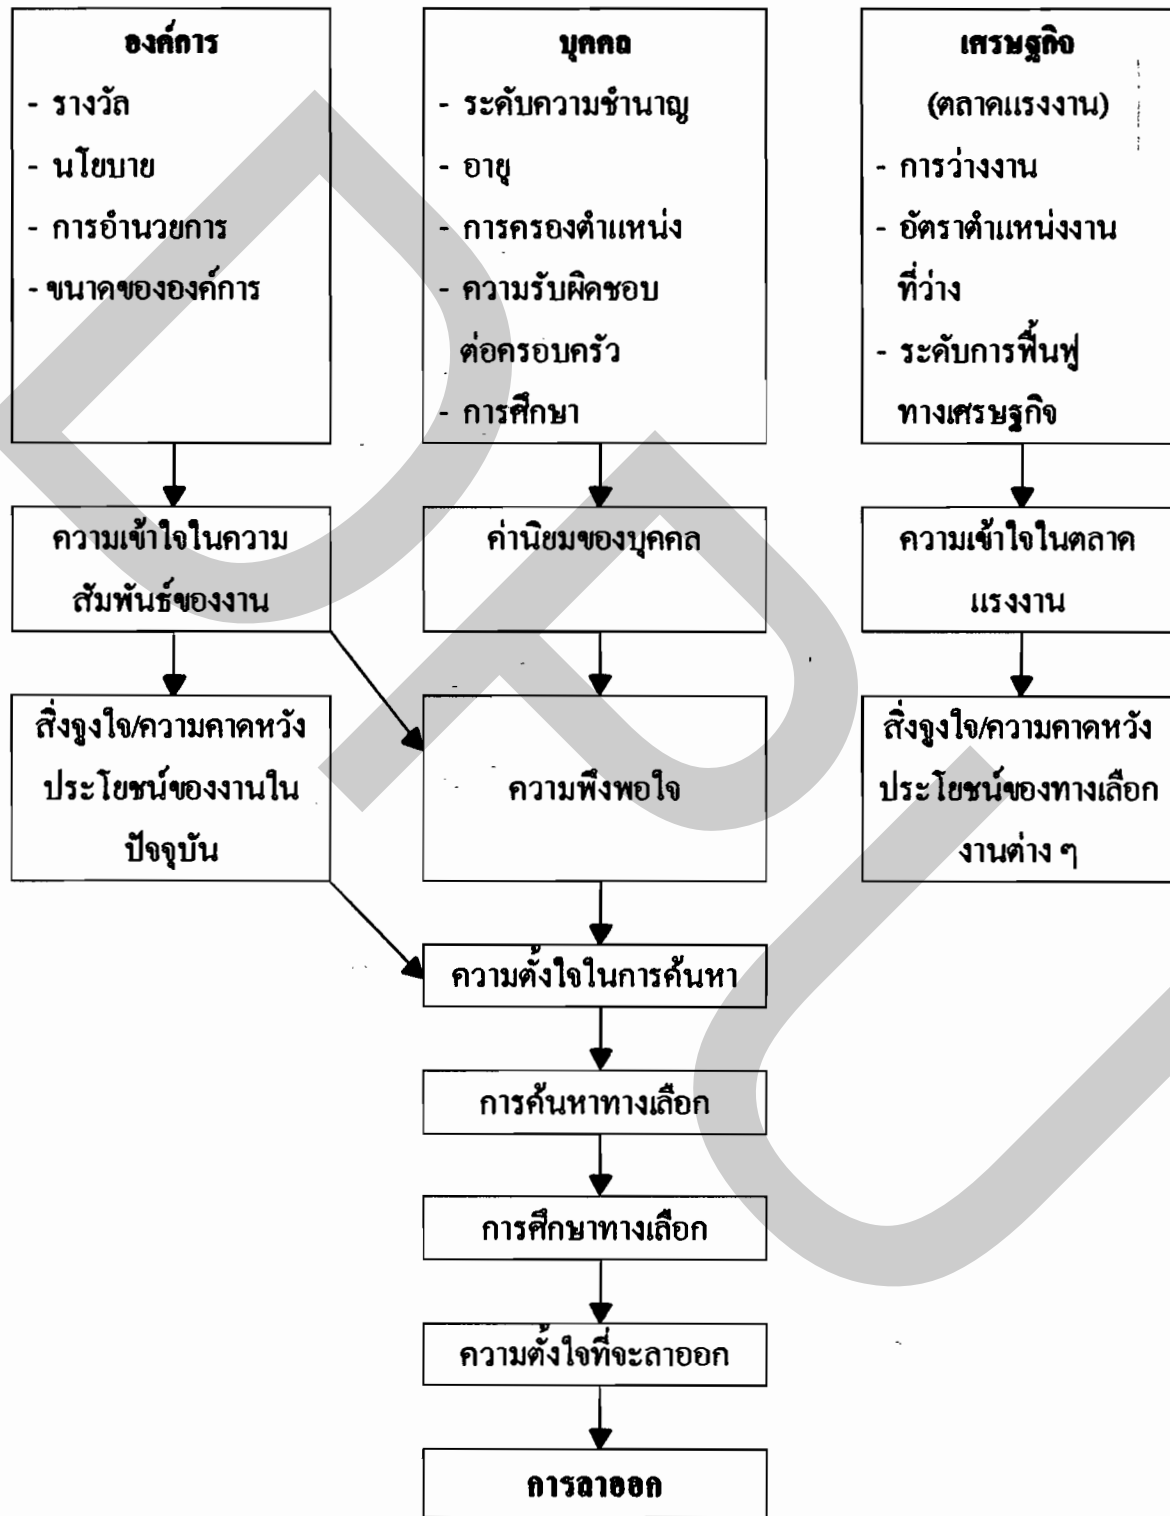 องค์การ
- รางวัล
- นโยบาย
- การอำนวยการ
- ขนาดขององค์การ
บุคคล
- ระดับความชำนาญ
- อายุ
- การครองตำแหน่ง
- ความรับผิดชอบ
ต่อครอบครัว
- การศึกษา
เศรษฐกิจ
(ตลาดแรงงาน)
- การว่างงาน
- อัตราตำแหน่งงาน
ที่ว่าง
- ระดับการฟื้นฟู
ทางเศรษฐกิจ
ความเข้าใจในความ
สัมพันธ์ของงาน
ค่านิยมของบุคคล
ความเข้าใจในตลาด
แรงงาน
สิ่งจูงใจ/ความคาดหวัง
ประโยชน์ของงานใน
ปัจจุบัน
ความพึงพอใจ
สิ่งจูงใจ/ความคาดหวัง
ประโยชน์ของทางเลือก
งานต่าง ๆ
ความตั้งใจในการค้นหา
การค้นหาทางเลือก
การศึกษาทางเลือก
ความตั้งใจที่จะลาออก
การลาออก
DPU